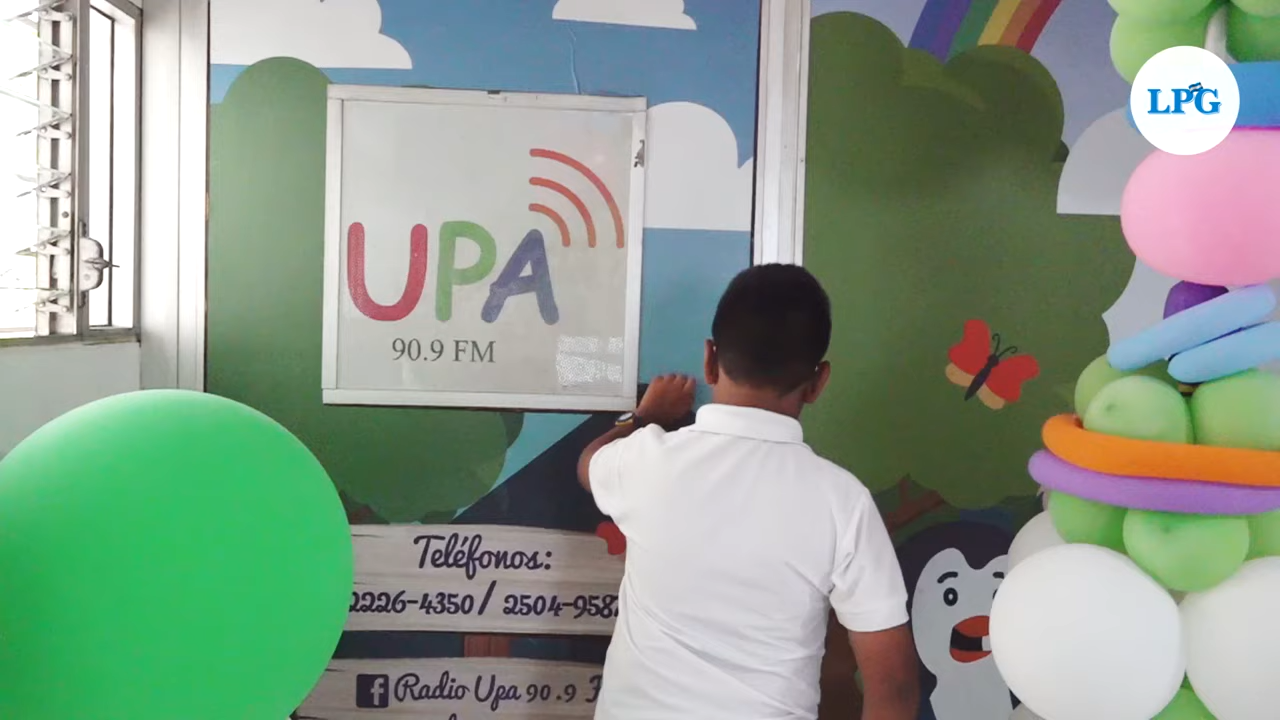 LPG
UPA
90.9 FM
Teléfonos:
2226-4350 / 2504-958
Radio Upa 90.9 F